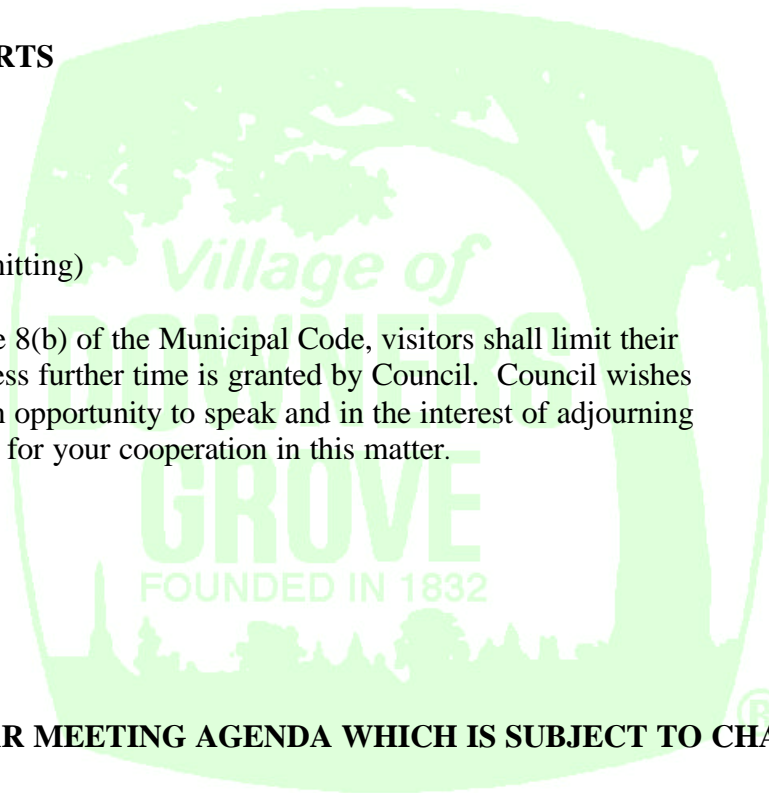 RTS
nitting)
Village of
e 8(b) of the Municipal Code, visitors shall limit their
DOWNERS
ess further time is granted by Council. Council wishes
n opportunity to speak and in the interest of adjourning
for your cooperation in this matter.
GROVE
FOUNDED IN 1832
®
AR MEETING AGENDA WHICH IS SUBJECT TO CHA